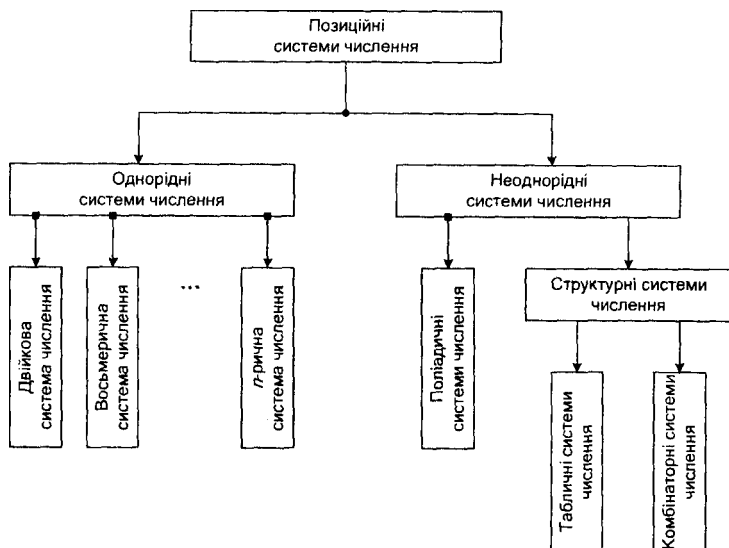 Позиційні
системи числення
Однорідні
системи числення
Неоднорідні
системи числення
Двійкова
система числення
Восьмерична
система числення
...
n-рична
система числення
Поліадичні
системи числення
Структурні системи
числення
Табличні системи
числення
Комбінаторні системи
числення